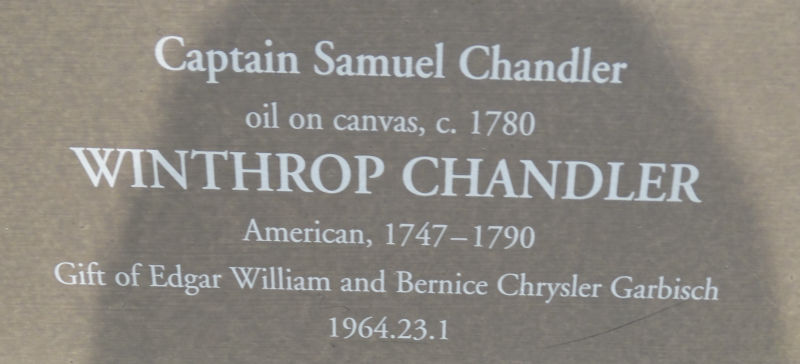 Captain Samuel Chandler
oil on canvas, c. 1780
WINTHROP CHANDLER
American, 1747–1790
Gift of Edgar William and Bernice Chrysler Garbisch
1964.23.1